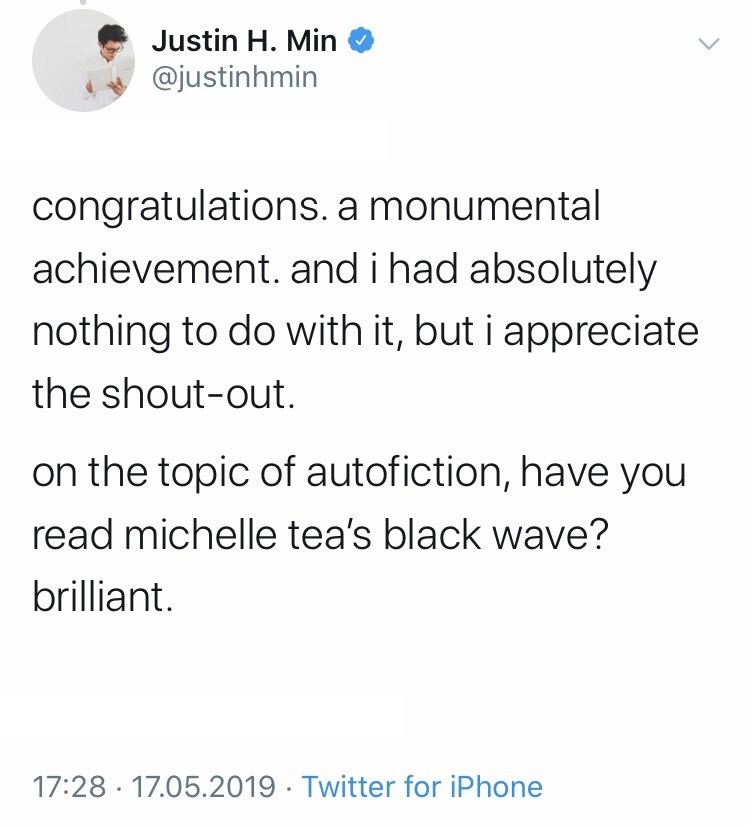 Justin H. Min
@justinhmin
congratulations. a monumental
achievement. and i had absolutely
nothing to do with it, but i appreciate
the shout-out.
on the topic of autofiction, have you
read michelle tea's black wave?
brilliant.
17:28 · 17.05.2019 · Twitter for iPhone